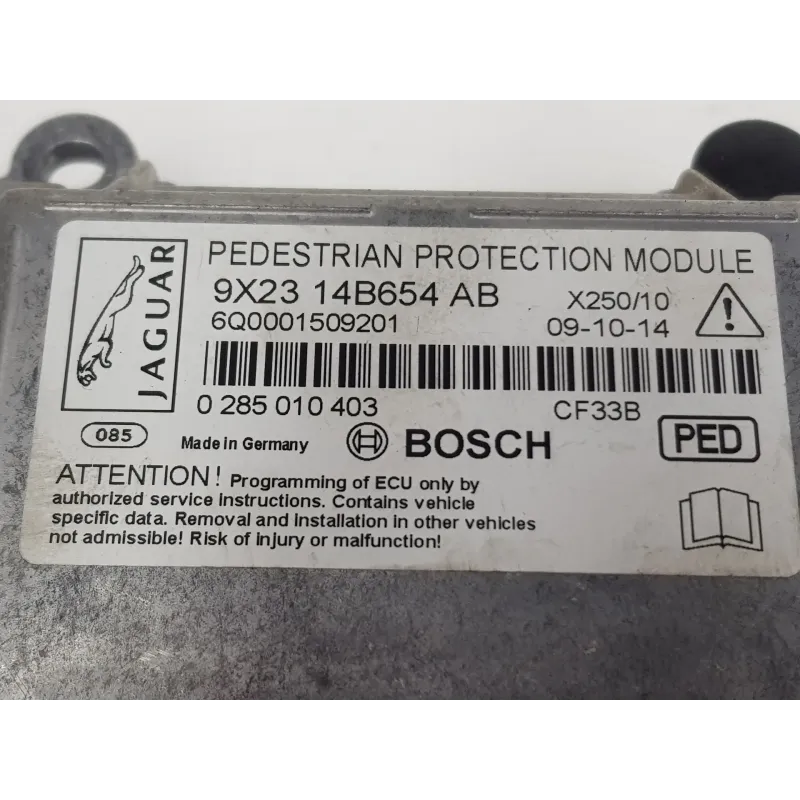 JAGUAR
PEDESTRIAN PROTECTION MODULE
9X23 14B654 AB
X250/10
6Q0001509201
09-10-14
0 285 010 403
CF33B
085
Made in Germany
BOSCH
PED
ATTENTION! Programming of ECU only by
authorized service instructions. Contains vehicle
specific data. Removal and installation in other vehicles
not admissible! Risk of injury or malfunction!